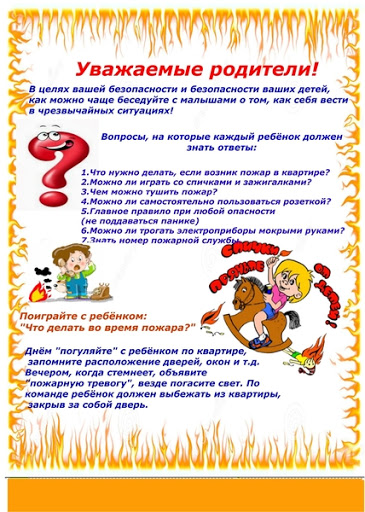 Уважаемые родители!
В целях вашей безопасности и безопасности ваших детей,
как можно чаще беседуйте с малышами о том, как себя вести
в чрезвычайных ситуациях!
Вопросы, на которые каждый ребёнок должен
знать ответы:
1.Что нужно делать, если возник пожар в квартире?
2.Можно ли играть со спичками и зажигалками?
3.Чем можно тушить пожар?
4.Можно ли самостоятельно пользоваться розеткой?
5.Главное правило при любой опасности
(не поддаваться панике)
6.Можно ли трогать электроприборы мокрыми руками?
7.Знать номер пожарной службы
СПИЧКИ
ПОДАЛЬШЕ
ОТ
ДЕТЕЙ!
Поиграйте с ребёнком:
"Что делать во время пожара?"
Днём "погуляйте" с ребёнком по квартире,
запомните расположение дверей, окон и т.д.
Вечером, когда стемнеет, объявите
"пожарную тревогу", везде погасите свет. По
команде ребёнок должен выбежать из квартиры,
закрыв за собой дверь.